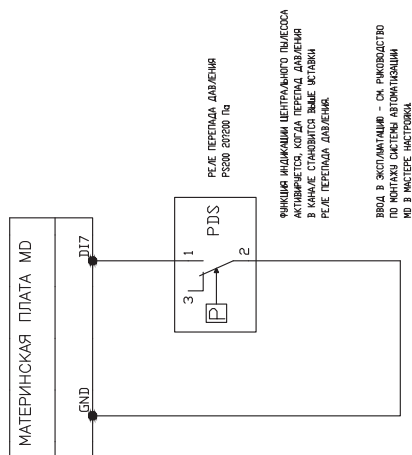 МАТЕРИНСКАЯ ПЛАТА MD
GND
DI7
PDS
1
2
3
P
РЕЛЕ ПЕРЕПАДА ДАВЛЕНИЯ
PS200 20?200 Па
ФУНКЦИЯ ИНДИКАЦИИ ЦЕНТРАЛЬНОГО ПЫЛЕСОСА
АКТИВИРУЕТСЯ, КОГДА ПЕРЕПАД ДАВЛЕНИЯ
В КАНАЛЕ СТАНОВИТСЯ ВЫШЕ УСТАВКИ
РЕЛЕ ПЕРЕПАДА ДАВЛЕНИЯ.
ВВОД В ЭКСПЛУАТАЦИЮ - СМ. РУКОВОДСТВО
ПО МОНТАЖУ СИСТЕМЫ АВТОМАТИЗАЦИИ
MD В МАСТЕРЕ НАСТРОЙКИ.